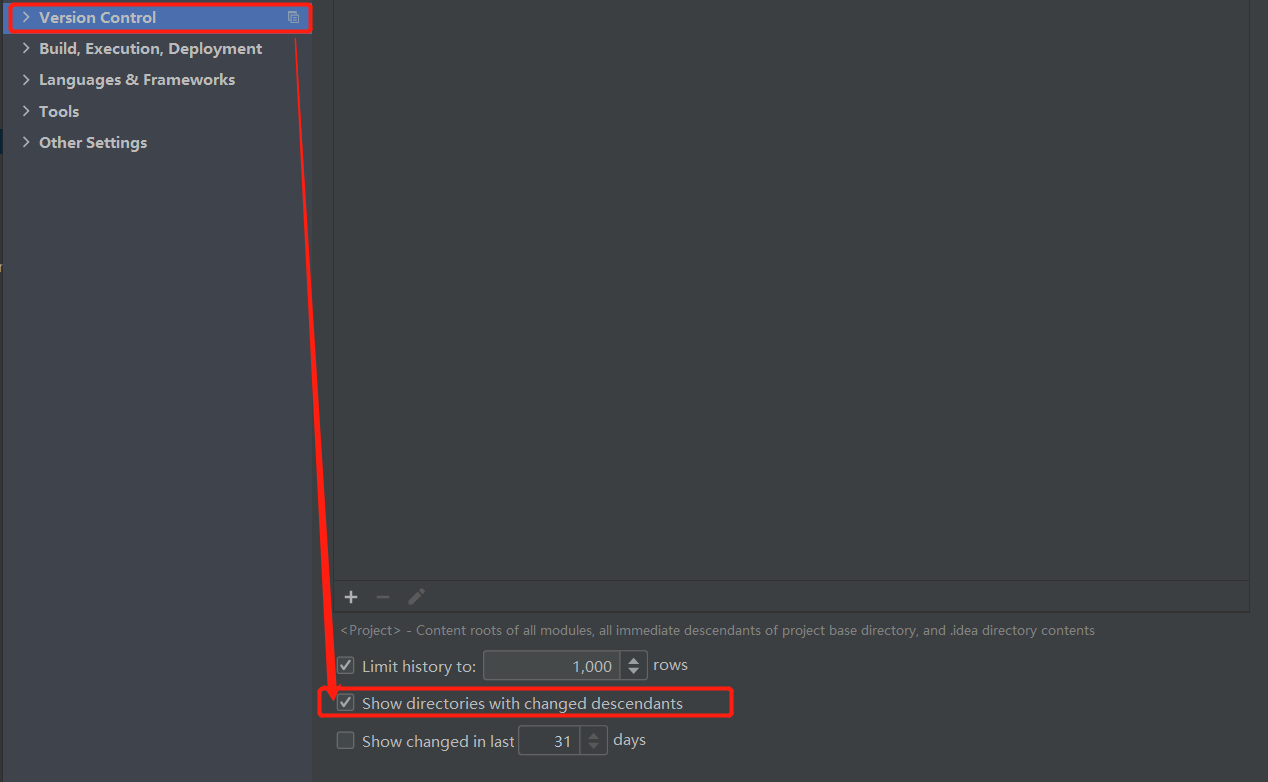 Version Control
Build, Execution, Deployment
Languages & Frameworks
Tools
Other Settings
<Project> - Content roots of all modules, all immediate descendants of project base directory, and .idea directory contents
Limit history to: 1,000 rows
Show directories with changed descendants
Show changed in last 31 days